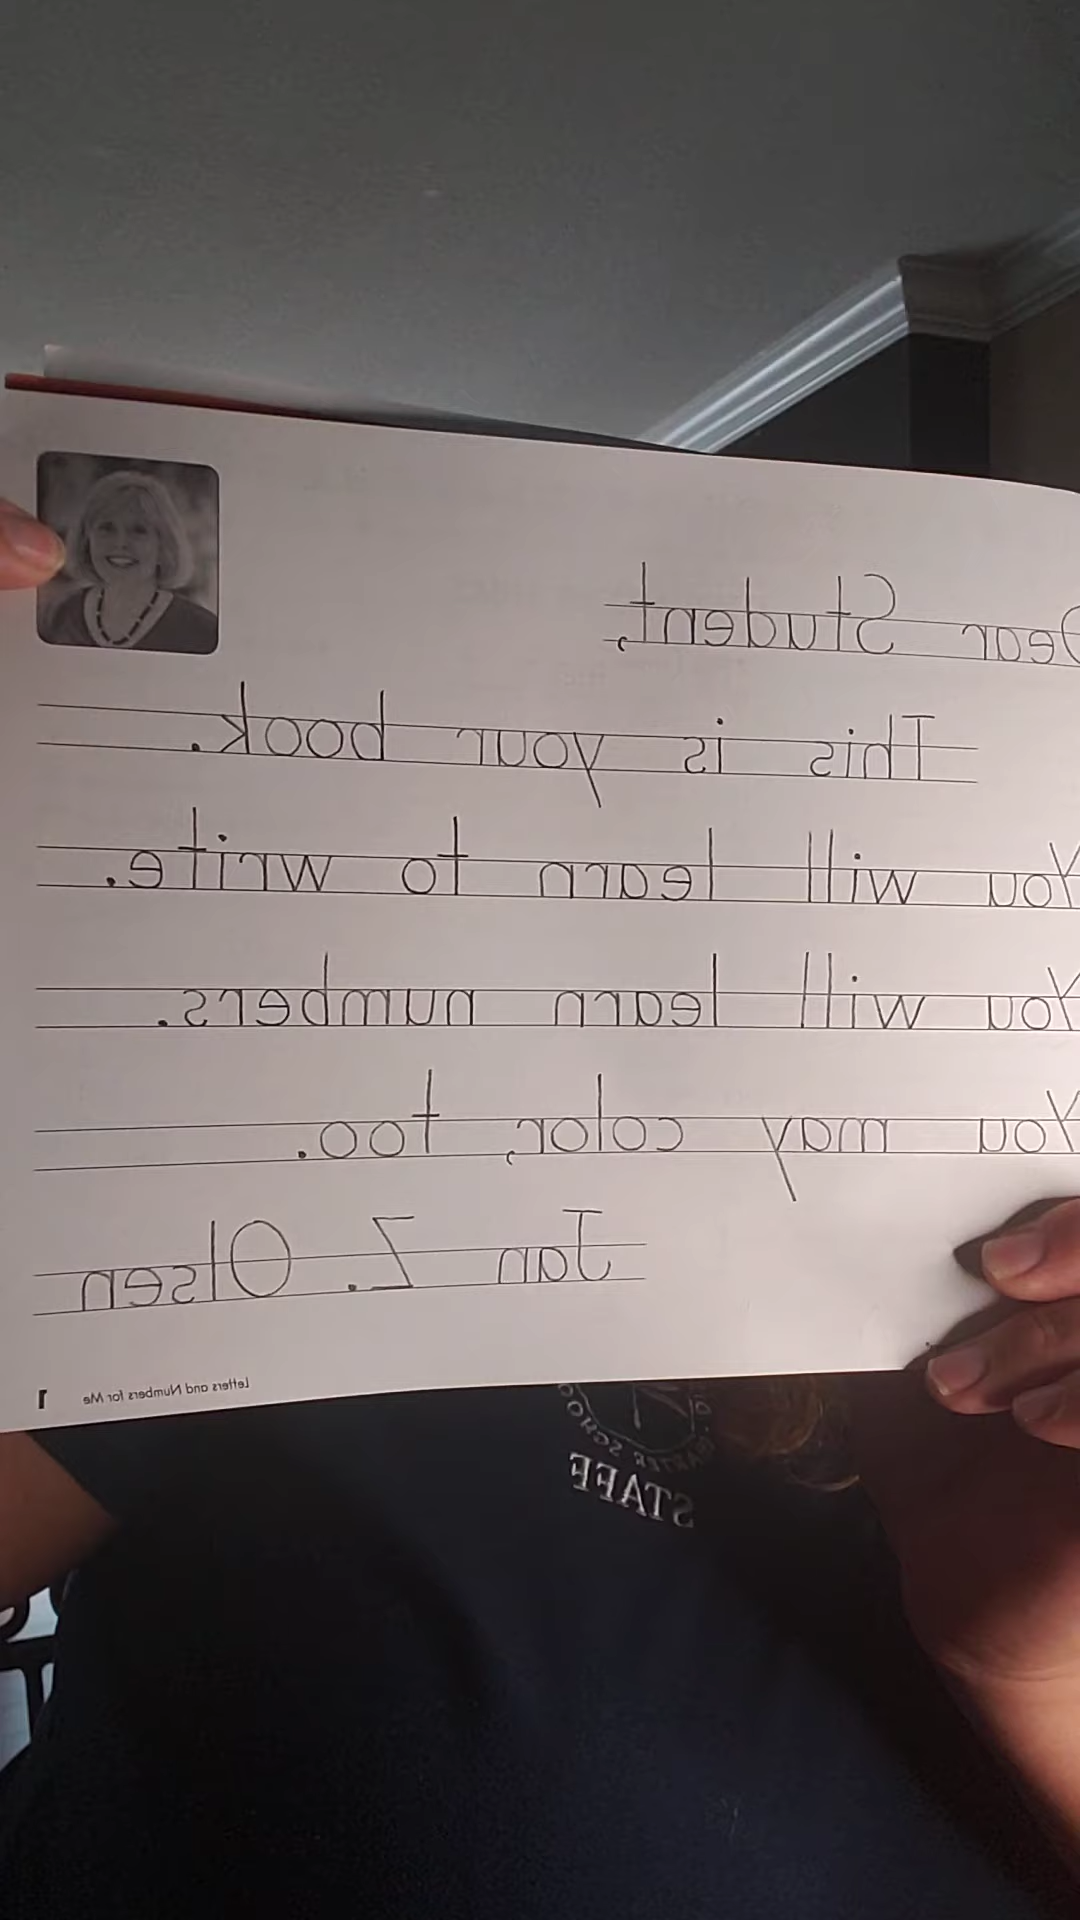 Dear Student,
This is your book.
You will learn to write.
You will learn numbers.
You may color, too.
Jan Z. Olsen
Letters and Numbers for Me 1
STAFF